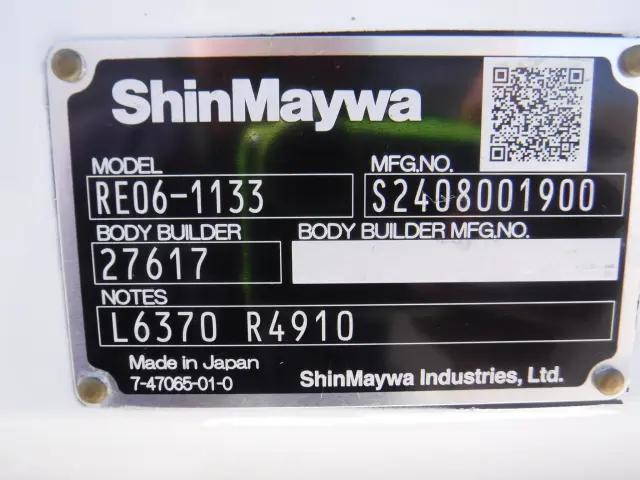 ShinMaywa
MODEL MFG.NO.
RE06-1133 S2408001900
BODY BUILDER BODY BUILDER MFG.NO.
27617
NOTES
L6370 R4910
Made in Japan
7-47065-01-0 ShinMaywa Industries, Ltd.